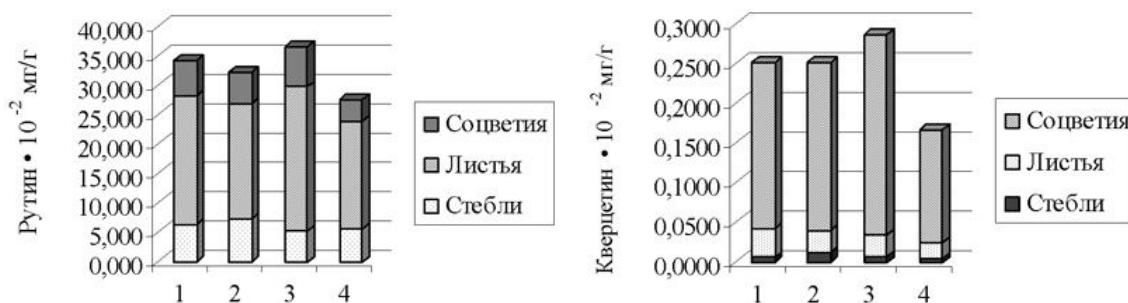 Рутин • 10⁻² мг/г
40,000
35,000
30,000
25,000
20,000
15,000
10,000
5,000
0,000
1 2 3 4
Соцветия
Листья
Стебли
Кверцетин • 10⁻² мг/г
0,3000
0,2500
0,2000
0,1500
0,1000
0,0500
0,0000
1 2 3 4
Соцветия
Листья
Стебли